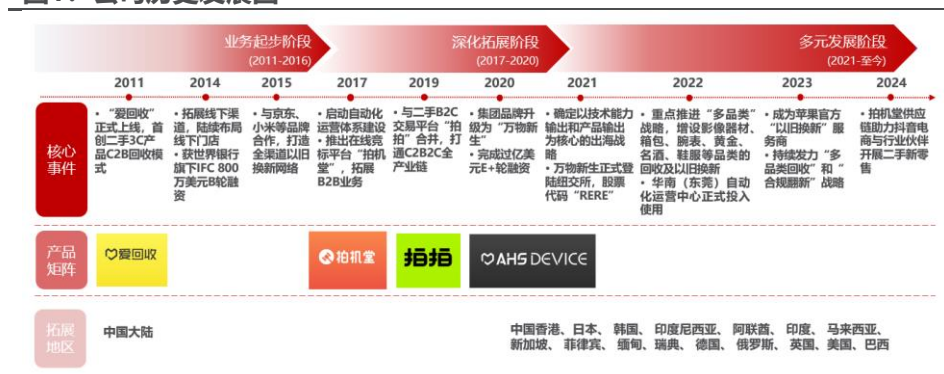 业务起步阶段
(2011-2016)
深化拓展阶段
(2017-2020)
多元发展阶段
(2021-至今)
2011
2014
2015
2017
2019
2020
2021
2022
2023
2024
核心
事件
• “爱回收”
正式上线，首
创二手3C产
品C2B回收模
式
• 拓展线下渠
道，陆续布局
线下门店
• 获世界银行
旗下IFC 800
万美元B轮融
资
• 与京东、
小米等品牌
合作，打造
全渠道以旧
换新网络
• 启动自动化
运营体系建设
• 推出在线竞
标平台“拍机
堂”，拓展
B2B业务
• 与二手B2C
交易平台“拍
拍”合并，打
通C2B2C全
产业链
• 集团品牌升
级为“万物新
生”
• 完成过亿美
元E+轮融资
• 确定以技术能力
输出和产品输出
为核心的出海战
略
• 万物新生正式登
陆纽交所，股票
代码“RERE”
• 重点推进“多品类”
战略，增设影像器材、
箱包、腕表、黄金、
名酒、鞋服等品类的
回收及以旧换新
• 华南（东莞）自动
化运营中心正式投入
使用
• 成为苹果官方
“以旧换新”服
务商
• 持续发力“多
品类回收”和“
合规翻新”战略
• 拍机堂供应
链助力抖音电
商与行业伙伴
开展二手新零
售
产品
矩阵
爱回收
拍机堂
拍拍
AHS DEVICE
拓展
地区
中国大陆
中国香港、日本、韩国、印度尼西亚、阿联酋、印度、马来西亚、
新加坡、菲律宾、缅甸、瑞典、德国、俄罗斯、英国、美国、巴西